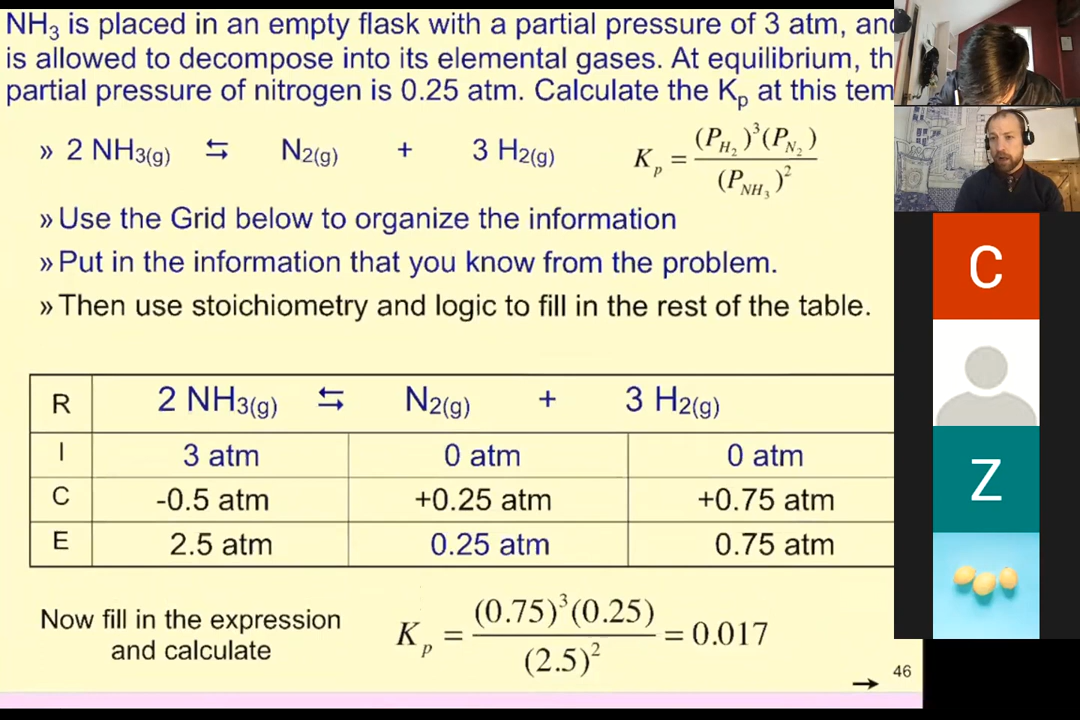 NH₃ is placed in an empty flask with a partial pressure of 3 atm, and
is allowed to decompose into its elemental gases. At equilibrium, th
partial pressure of nitrogen is 0.25 atm. Calculate the Kₚ at this tem
» 2 NH₃(g) ⇆ N₂(g) + 3 H₂(g) Kₚ = (P_H₂)³(P_N₂) / (P_NH₃)²
» Use the Grid below to organize the information
» Put in the information that you know from the problem.
» Then use stoichiometry and logic to fill in the rest of the table.
R 2 NH₃(g) ⇆ N₂(g) + 3 H₂(g)
I 3 atm 0 atm 0 atm
C -0.5 atm +0.25 atm +0.75 atm
E 2.5 atm 0.25 atm 0.75 atm
Now fill in the expression
and calculate
Kₚ = (0.75)³(0.25) / (2.5)² = 0.017
→ 46
C
Z